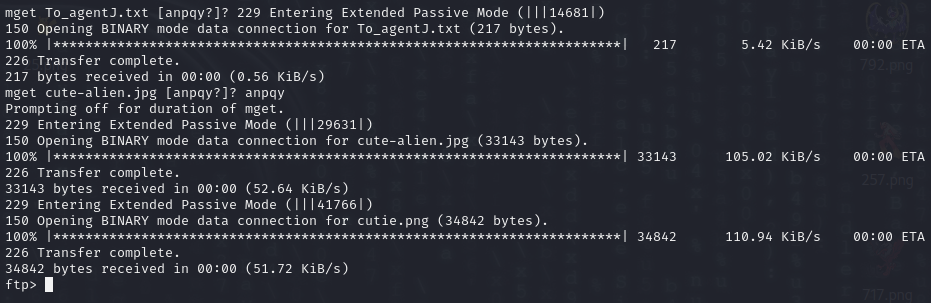 mget To_agentJ.txt [anpqy?]? 229 Entering Extended Passive Mode (|||14681|)
150 Opening BINARY mode data connection for To_agentJ.txt (217 bytes).
100% |***********************************************************************|   217        5.42 KiB/s    00:00 ETA
226 Transfer complete.
217 bytes received in 00:00 (0.56 KiB/s)
mget cute-alien.jpg [anpqy?]? anpqy
Prompting off for duration of mget.
229 Entering Extended Passive Mode (|||29631|)
150 Opening BINARY mode data connection for cute-alien.jpg (33143 bytes).
100% |***********************************************************************| 33143      105.02 KiB/s    00:00 ETA
226 Transfer complete.
33143 bytes received in 00:00 (52.64 KiB/s)
229 Entering Extended Passive Mode (|||41766|)
150 Opening BINARY mode data connection for cutie.png (34842 bytes).
100% |***********************************************************************| 34842      110.94 KiB/s    00:00 ETA
226 Transfer complete.
34842 bytes received in 00:00 (51.72 KiB/s)
ftp>
792.png
257.png
717.png